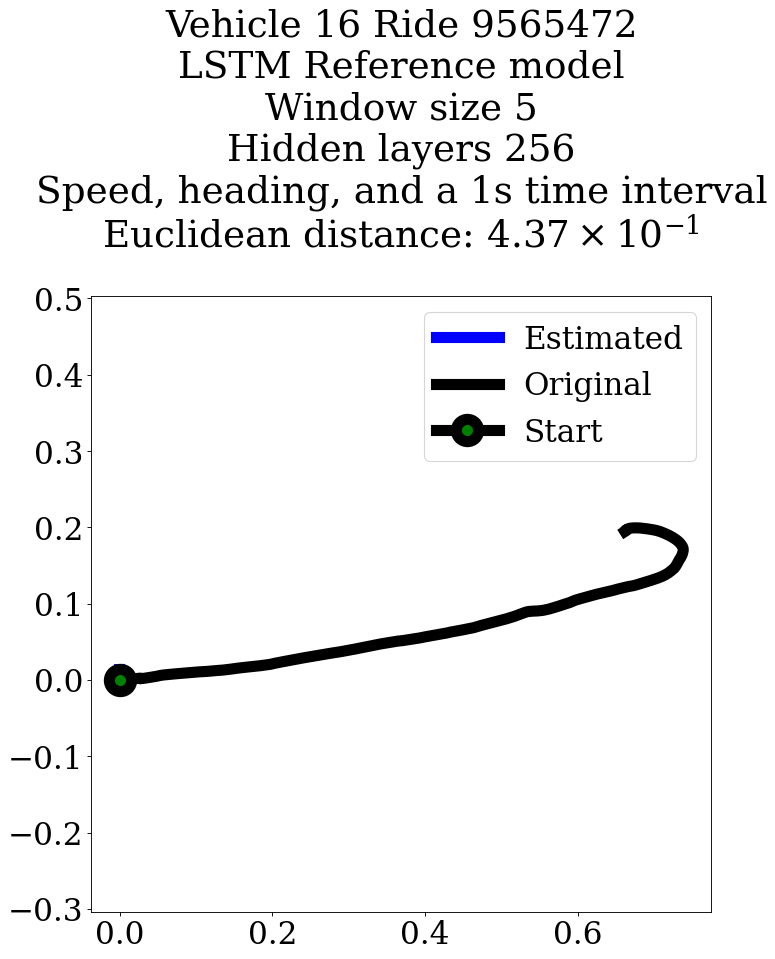 Vehicle 16 Ride 9565472
LSTM Reference model
Window size 5
Hidden layers 256
Speed, heading, and a 1s time interval
Euclidean distance: 4.37 × 10⁻¹
0.5
0.4
0.3
0.2
0.1
0.0
−0.1
−0.2
−0.3
Estimated
Original
Start
0.0 0.2 0.4 0.6